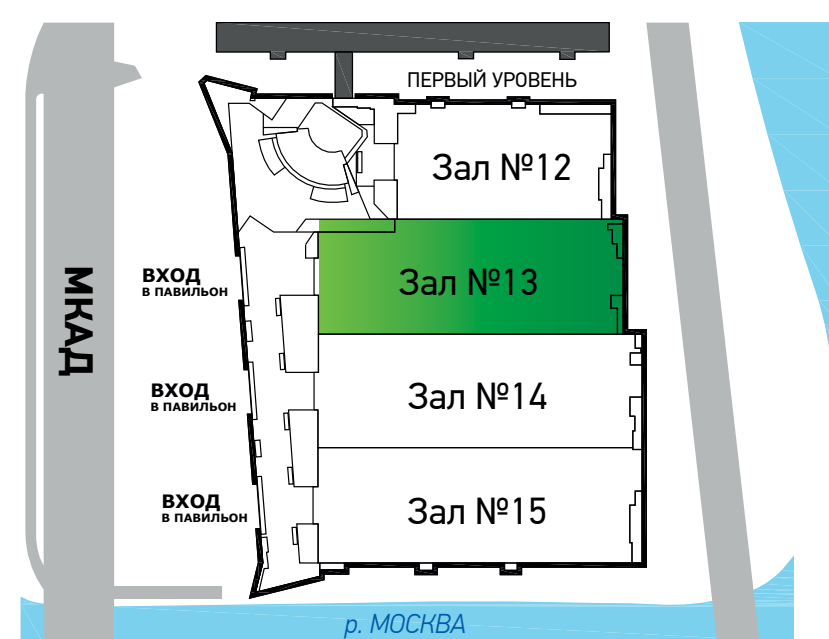 ПЕРВЫЙ УРОВЕНЬ
Зал №12
Зал №13
ВХОД
В ПАВИЛЬОН
МКАД
Зал №14
ВХОД
В ПАВИЛЬОН
Зал №15
ВХОД
В ПАВИЛЬОН
р. МОСКВА